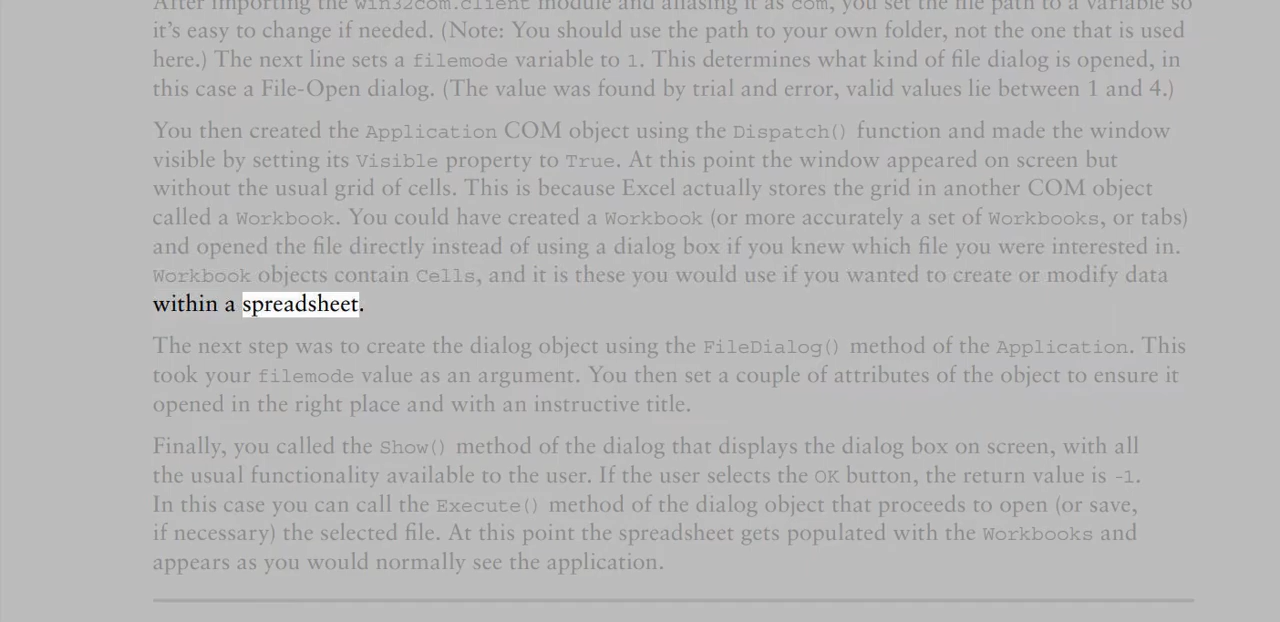 After importing the win32com.client module and aliasing it as com, you set the file path to a variable so
it's easy to change if needed. (Note: You should use the path to your own folder, not the one that is used
here.) The next line sets a filemode variable to 1. This determines what kind of file dialog is opened, in
this case a File-Open dialog. (The value was found by trial and error, valid values lie between 1 and 4.)
You then created the Application COM object using the Dispatch() function and made the window
visible by setting its Visible property to True. At this point the window appeared on screen but
without the usual grid of cells. This is because Excel actually stores the grid in another COM object
called a Workbook. You could have created a Workbook (or more accurately a set of Workbooks, or tabs)
and opened the file directly instead of using a dialog box if you knew which file you were interested in.
Workbook objects contain Cells, and it is these you would use if you wanted to create or modify data
within a spreadsheet.
The next step was to create the dialog object using the FileDialog() method of the Application. This
took your filemode value as an argument. You then set a couple of attributes of the object to ensure it
opened in the right place and with an instructive title.
Finally, you called the Show() method of the dialog that displays the dialog box on screen, with all
the usual functionality available to the user. If the user selects the OK button, the return value is -1.
In this case you can call the Execute() method of the dialog object that proceeds to open (or save,
if necessary) the selected file. At this point the spreadsheet gets populated with the Workbooks and
appears as you would normally see the application.